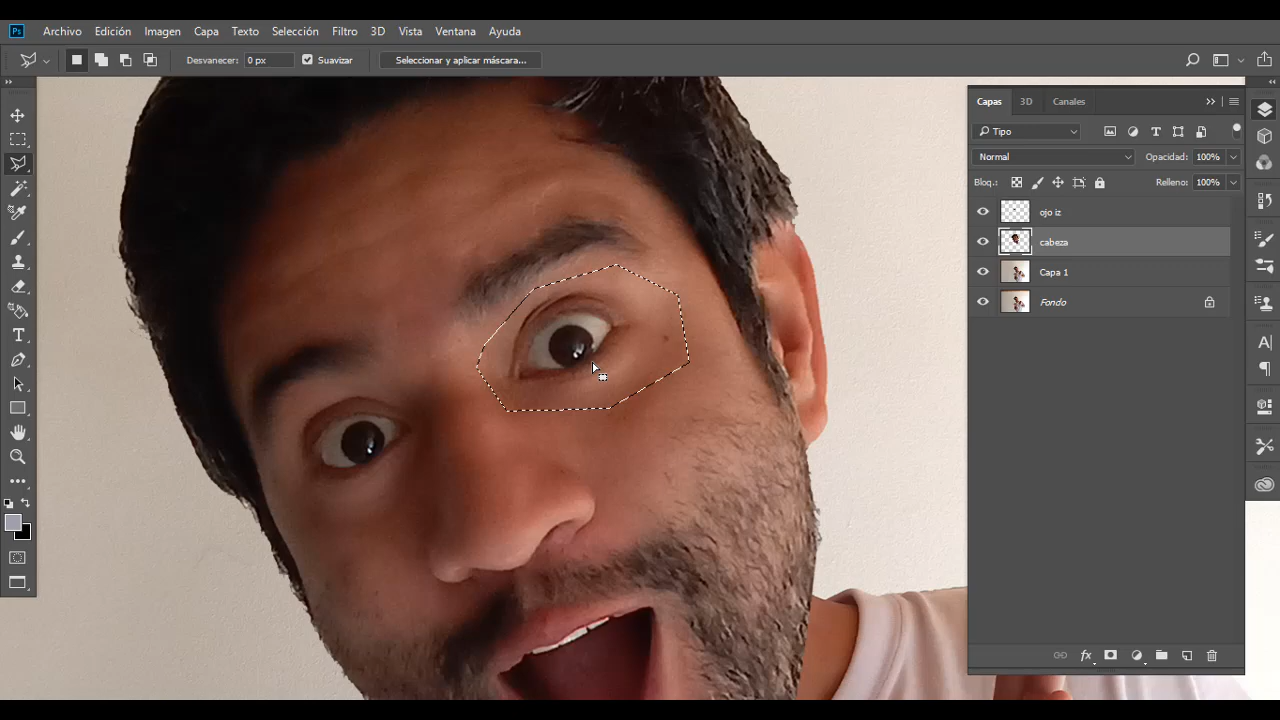 Ps Archivo Edición Imagen Capa Texto Selección Filtro 3D Vista Ventana Ayuda
Desvanecer: 0 px Suavizar Seleccionar y aplicar máscara...
Capas 3D Canales
Tipo
Normal Opacidad: 100%
Bloq.: Relleno: 100%
ojo iz
cabeza
Capa 1
Fondo
fx